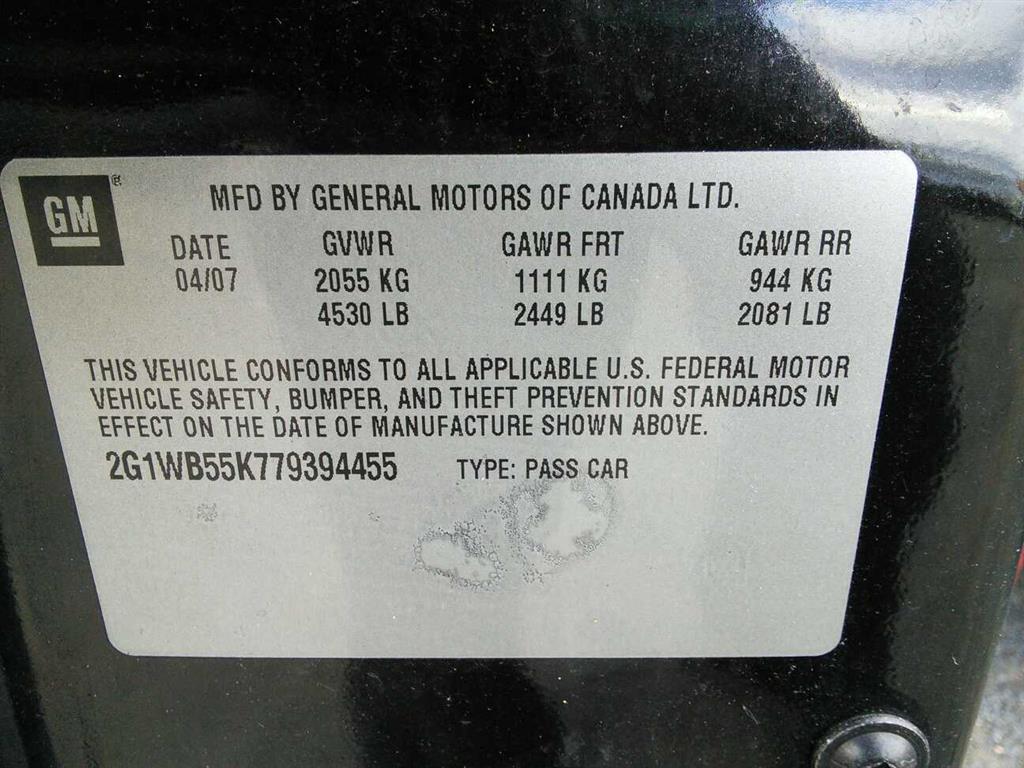 GM®
MFD BY GENERAL MOTORS OF CANADA LTD.
DATE GVWR GAWR FRT GAWR RR
04/07 2055 KG 1111 KG 944 KG
4530 LB 2449 LB 2081 LB
THIS VEHICLE CONFORMS TO ALL APPLICABLE U.S. FEDERAL MOTOR
VEHICLE SAFETY, BUMPER, AND THEFT PREVENTION STANDARDS IN
EFFECT ON THE DATE OF MANUFACTURE SHOWN ABOVE.
2G1WB55K779394455 TYPE: PASS CAR